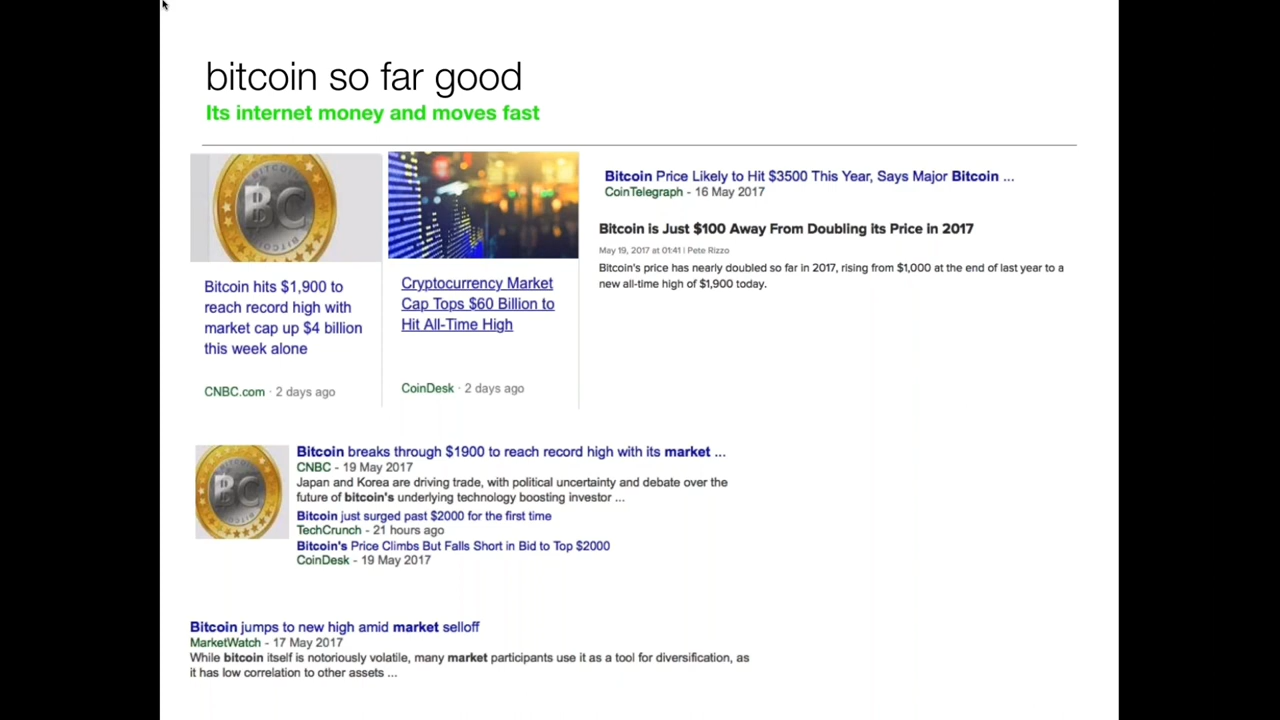 bitcoin so far good
Its internet money and moves fast
Bitcoin hits $1,900 to
reach record high with
market cap up $4 billion
this week alone
CNBC.com · 2 days ago
Cryptocurrency Market
Cap Tops $60 Billion to
Hit All-Time High
CoinDesk · 2 days ago
Bitcoin Price Likely to Hit $3500 This Year, Says Major Bitcoin ...
CoinTelegraph - 16 May 2017
Bitcoin is Just $100 Away From Doubling its Price in 2017
May 19, 2017 at 01:41 | Pete Rizzo
Bitcoin's price has nearly doubled so far in 2017, rising from $1,000 at the end of last year to a
new all-time high of $1,900 today.
BITCOIN
BC
BITCOIN
BC
Bitcoin breaks through $1900 to reach record high with its market ...
CNBC - 19 May 2017
Japan and Korea are driving trade, with political uncertainty and debate over the
future of bitcoin's underlying technology boosting investor ...
Bitcoin just surged past $2000 for the first time
TechCrunch - 21 hours ago
Bitcoin's Price Climbs But Falls Short in Bid to Top $2000
CoinDesk - 19 May 2017
Bitcoin jumps to new high amid market selloff
MarketWatch - 17 May 2017
While bitcoin itself is notoriously volatile, many market participants use it as a tool for diversification, as
it has low correlation to other assets ...